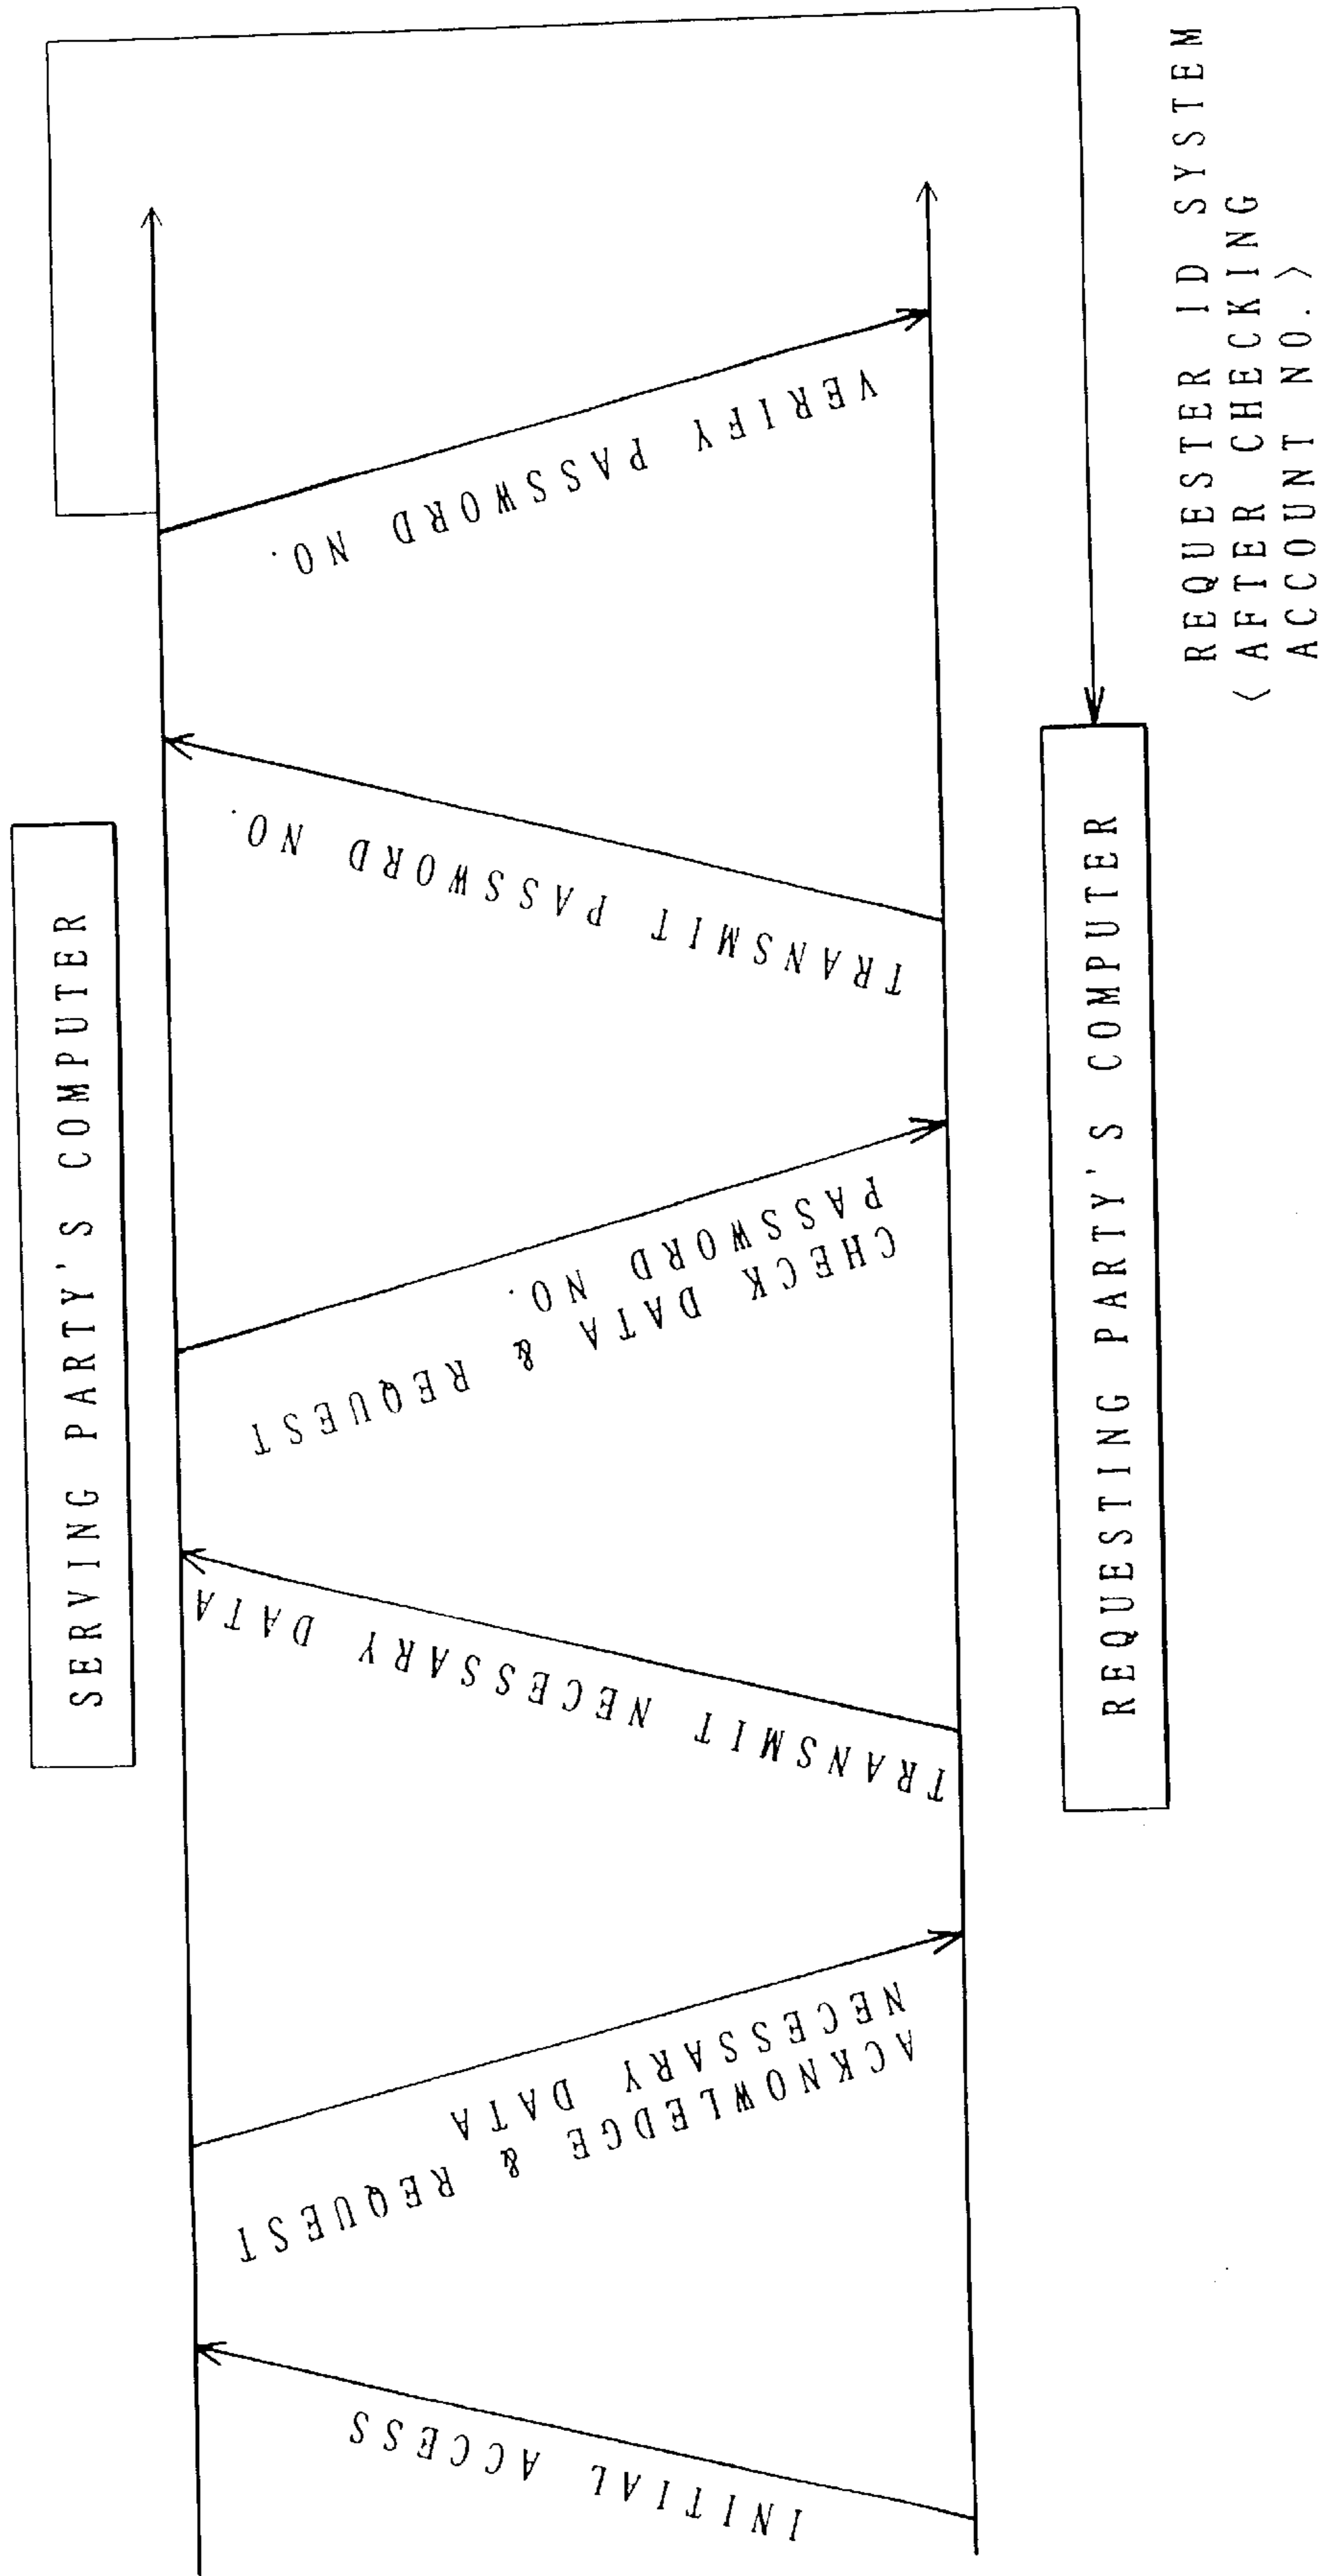 SERVING PARTY'S COMPUTER
INITIAL ACCESS
ACKNOWLEDGE & REQUEST
NECESSARY DATA
TRANSMIT NECESSARY DATA
CHECK DATA & REQUEST
PASSWORD NO.
TRANSMIT PASSWORD NO.
VERIFY PASSWORD NO.
REQUESTING PARTY'S COMPUTER
REQUESTER ID SYSTEM
<AFTER CHECKING
ACCOUNT NO.>